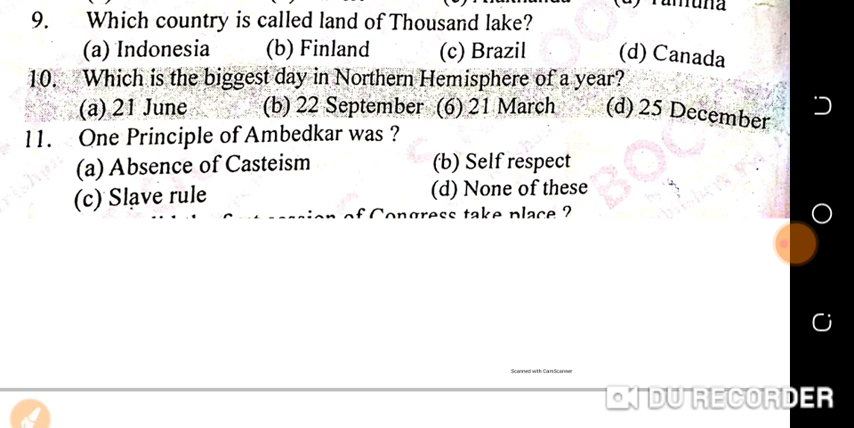 9. Which country is called land of Thousand lake?
(a) Indonesia (b) Finland (c) Brazil (d) Canada
10. Which is the biggest day in Northern Hemisphere of a year?
(a) 21 June (b) 22 September (6) 21 March (d) 25 December
11. One Principle of Ambedkar was ?
(a) Absence of Casteism (b) Self respect
(c) Slave rule (d) None of these
session of Congress take place ?
Scanned with CamScanner
DU RECORDER